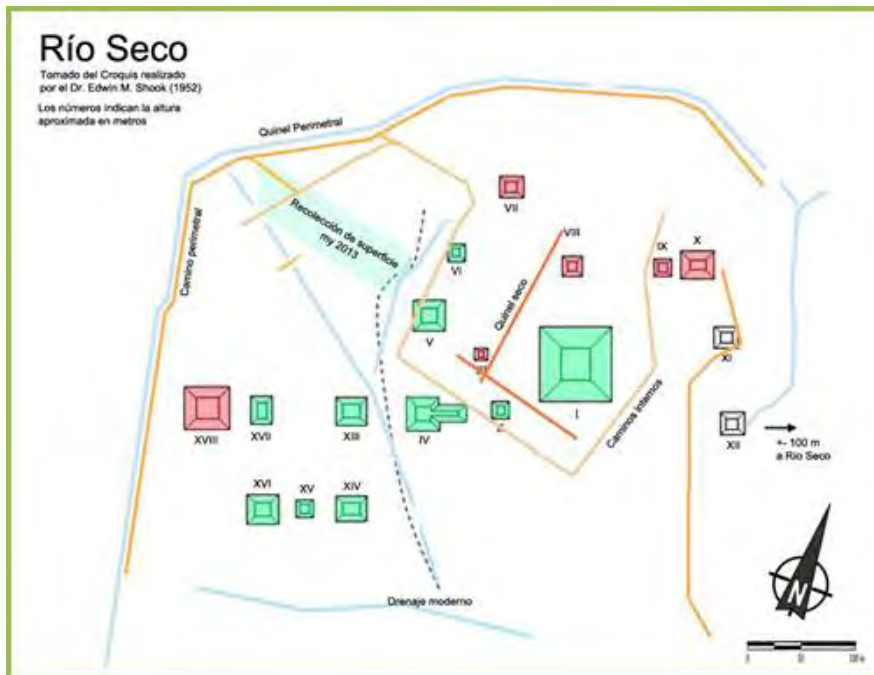 Río Seco
Tomado del Croquis realizado
por el Dr. Edwin M. Shook (1952)
Los números indican la altura
aproximada en metros
Quinel Perimetral
Camino perimetral
Recolección de superficie
my 2013
VII
VIII
IX
X
VI
Quinel seco
V
XI
I
Caminos internos
XVIII
XVII
XIII
IV
XII
+- 100 m
a Río Seco
XVI
XV
XIV
Drenaje moderno
N
0